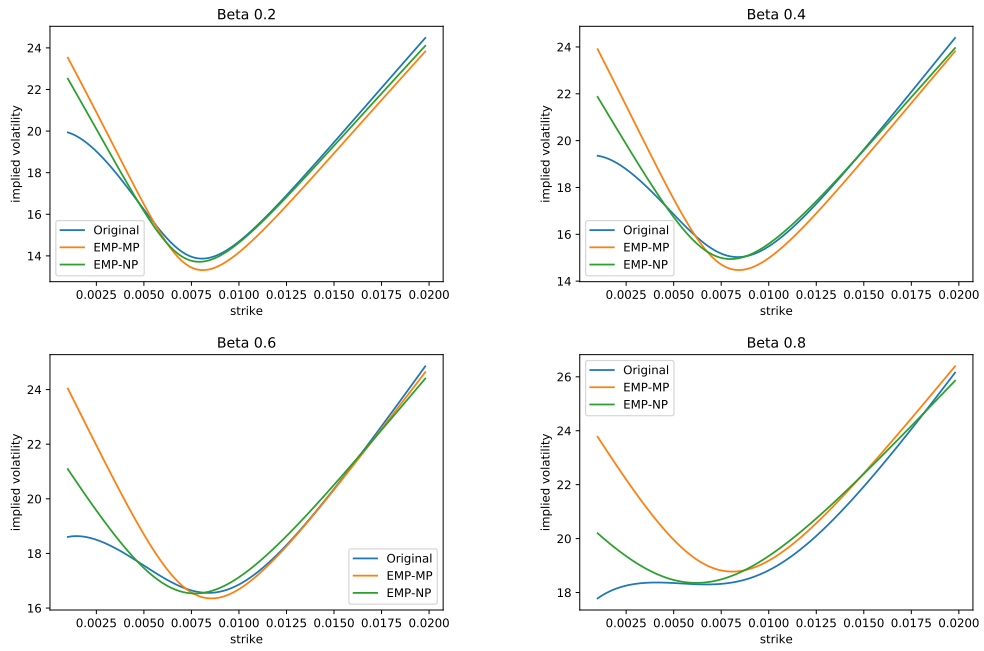 Beta 0.2
implied volatility
24
22
20
18
16
14
Original
EMP-MP
EMP-NP
0.0025 0.0050 0.0075 0.0100 0.0125 0.0150 0.0175 0.0200
strike
Beta 0.4
implied volatility
24
22
20
18
16
14
Original
EMP-MP
EMP-NP
0.0025 0.0050 0.0075 0.0100 0.0125 0.0150 0.0175 0.0200
strike
Beta 0.6
implied volatility
24
22
20
18
16
Original
EMP-MP
EMP-NP
0.0025 0.0050 0.0075 0.0100 0.0125 0.0150 0.0175 0.0200
strike
Beta 0.8
implied volatility
26
24
22
20
18
Original
EMP-MP
EMP-NP
0.0025 0.0050 0.0075 0.0100 0.0125 0.0150 0.0175 0.0200
strike